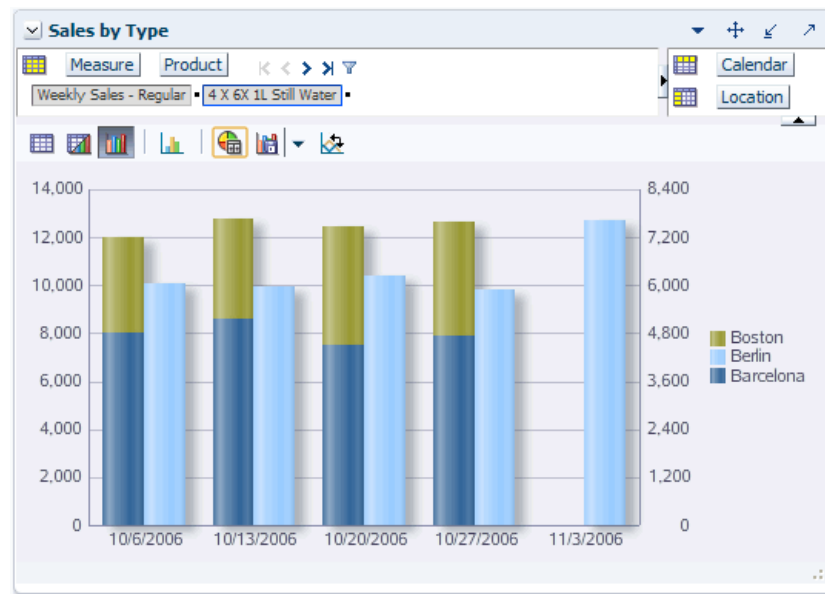 Sales by Type
Measure Product
Calendar
Weekly Sales - Regular 4 X 6X 1L Still Water
Location
14,000 8,400
12,000 7,200
10,000 6,000
8,000 4,800
6,000 3,600
4,000 2,400
2,000 1,200
0 0
Boston
Berlin
Barcelona
10/6/2006 10/13/2006 10/20/2006 10/27/2006 11/3/2006